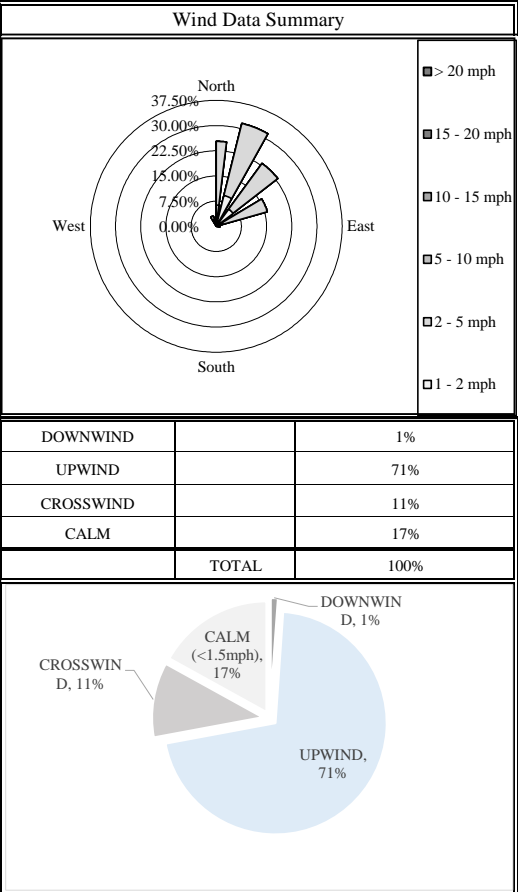 Wind Data Summary
North
37.50%
30.00%
22.50%
15.00%
7.50%
0.00%
West
East
South
> 20 mph
15 - 20 mph
10 - 15 mph
5 - 10 mph
2 - 5 mph
1 - 2 mph
DOWNWIND 1%
UPWIND 71%
CROSSWIND 11%
CALM 17%
TOTAL 100%
DOWNWIN
D, 1%
CALM
(<1.5mph),
17%
CROSSWIN
D, 11%
UPWIND,
71%